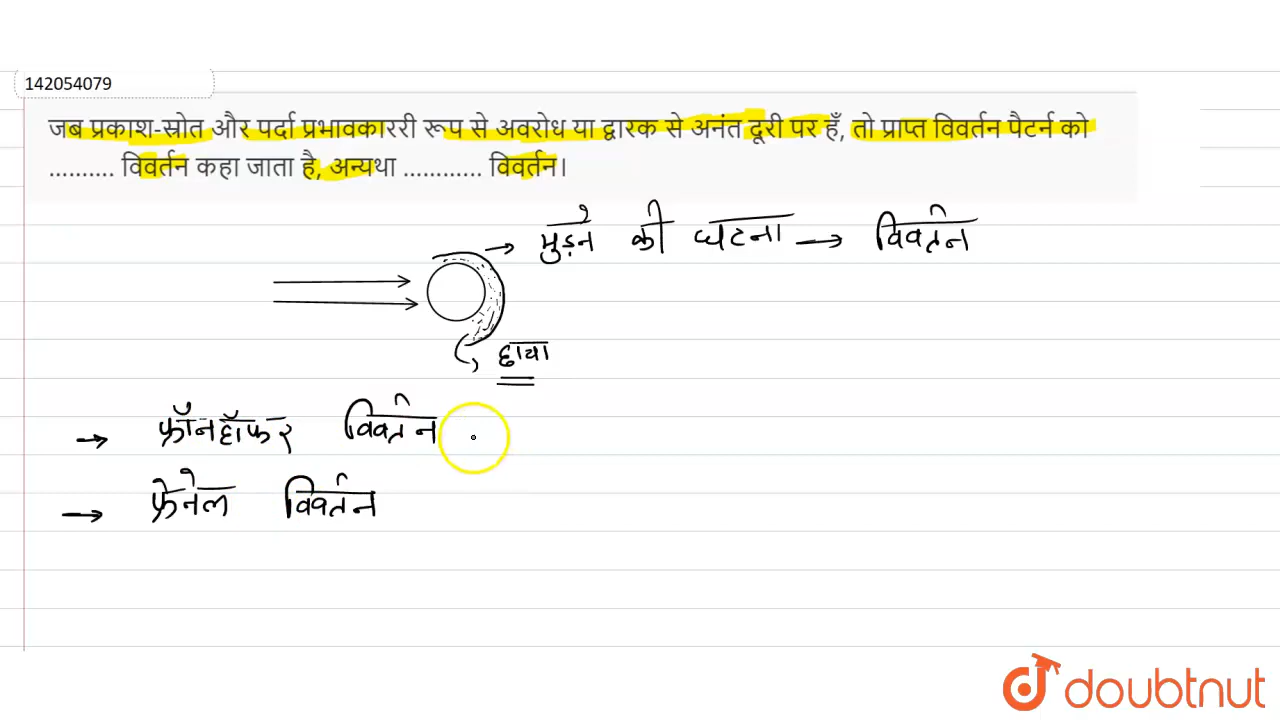 142054079
जब प्रकाश-स्रोत और पर्दा प्रभावकाररी रूप से अवरोध या द्वारक से अनंत दूरी पर हँ, तो प्राप्त विवर्तन पैटर्न को
.......... विवर्तन कहा जाता है, अन्यथा ............ विवर्तन।
→ मुड़ने की घटना → विवर्तन
छाया
→ फ्रॉनहॉफर विवर्तन
→ फ्रेनेल विवर्तन
doubtnut